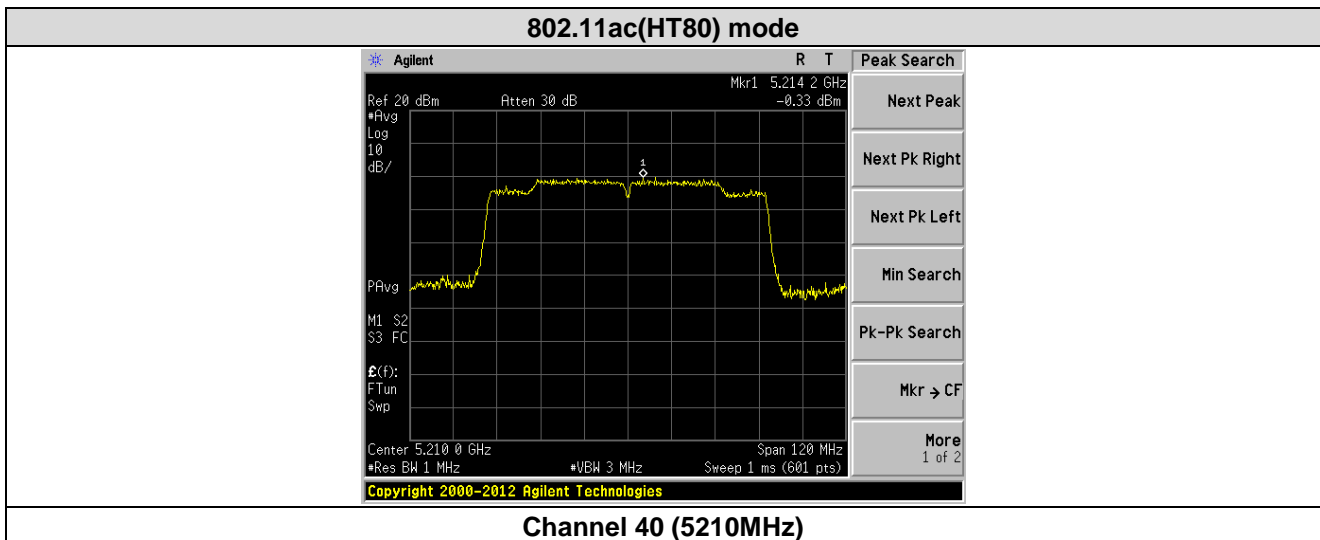 802.11ac(HT80) mode
Agilent R T Peak Search
Mkr1 5.214 2 GHz
Ref 20 dBm Atten 30 dB -0.33 dBm
#Avg
Log
10
dB/
1
PAvg
M1 S2
S3 FC
£(f):
FTun
Swp
Center 5.210 0 GHz Span 120 MHz
#Res BW 1 MHz #VBW 3 MHz Sweep 1 ms (601 pts)
Copyright 2000-2012 Agilent Technologies
Next Peak
Next Pk Right
Next Pk Left
Min Search
Pk-Pk Search
Mkr → CF
More
1 of 2
Channel 40 (5210MHz)